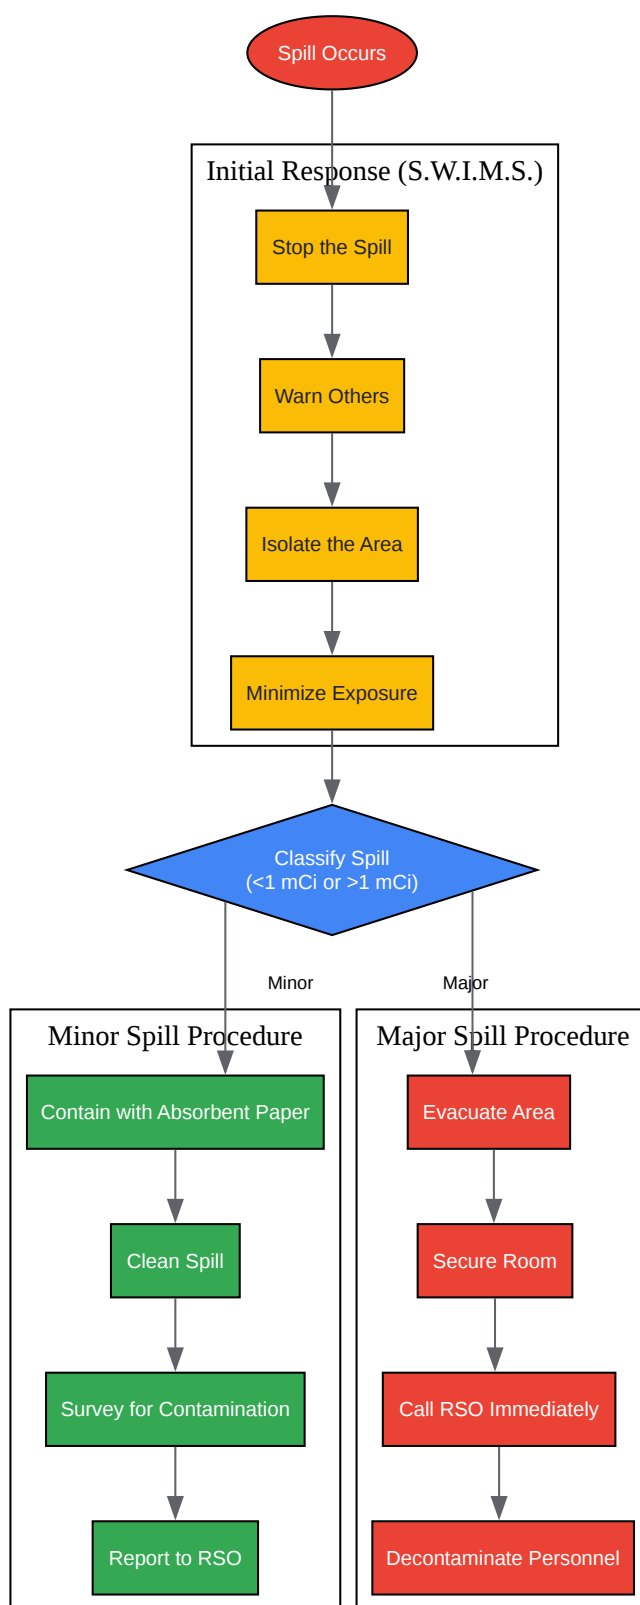 Spill Occurs
Initial Response (S.W.I.M.S.)
Stop the Spill
Warn Others
Isolate the Area
Minimize Exposure
Classify Spill
(<1 mCi or >1 mCi)
Minor
Major
Minor Spill Procedure
Contain with Absorbent Paper
Clean Spill
Survey for Contamination
Report to RSO
Major Spill Procedure
Evacuate Area
Secure Room
Call RSO Immediately
Decontaminate Personnel